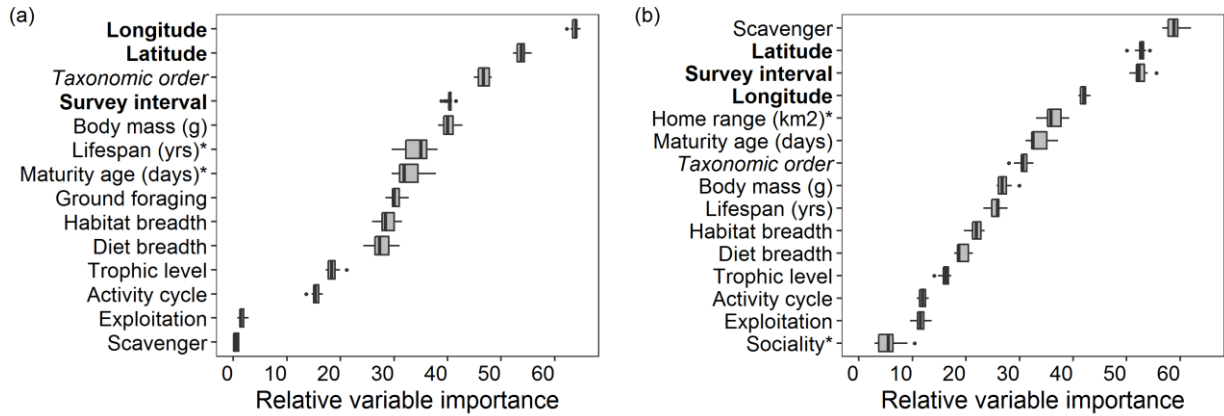 (a)
Longitude
Latitude
Taxonomic order
Survey interval
Body mass (g)
Lifespan (yrs)*
Maturity age (days)*
Ground foraging
Habitat breadth
Diet breadth
Trophic level
Activity cycle
Exploitation
Scavenger
0 10 20 30 40 50 60
Relative variable importance
(b)
Scavenger
Latitude
Survey interval
Longitude
Home range (km2)*
Maturity age (days)
Taxonomic order
Body mass (g)
Lifespan (yrs)
Habitat breadth
Diet breadth
Trophic level
Activity cycle
Exploitation
Sociality*
0 10 20 30 40 50 60
Relative variable importance